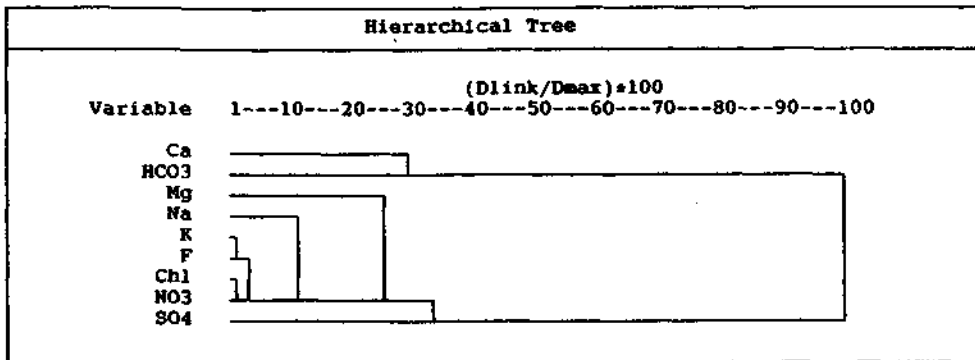 Hierarchical Tree
(Dlink/Dmax)*100
Variable 1---10---20---30---40---50---60---70---80---90---100
Ca
HCO3
Mg
Na
K
F
Chl
NO3
SO4